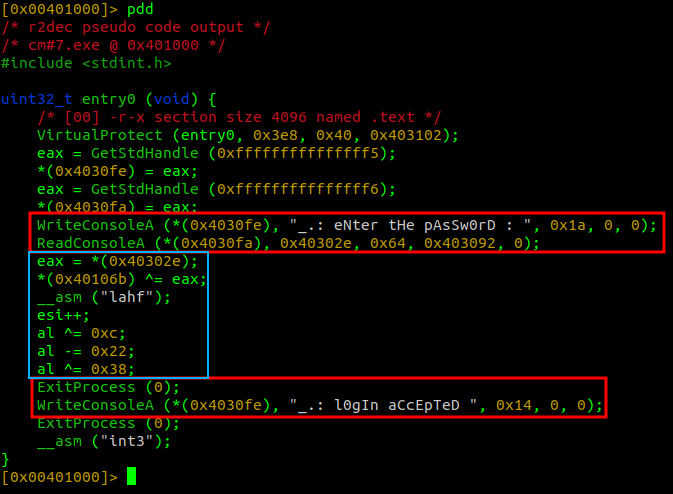 [0x00401000]> pdd
/* r2dec pseudo code output */
/* cm#7.exe @ 0x401000 */
#include <stdint.h>
uint32_t entry0 (void) {
/* [00] -r-x section size 4096 named .text */
VirtualProtect (entry0, 0x3e8, 0x40, 0x403102);
eax = GetStdHandle (0xfffffffffffffff5);
*(0x4030fe) = eax;
eax = GetStdHandle (0xfffffffffffffff6);
*(0x4030fa) = eax;
WriteConsoleA (*(0x4030fe), "_.: eNter tHe pAsSw0rD : ", 0x1a, 0, 0);
ReadConsoleA (*(0x4030fa), 0x40302e, 0x64, 0x403092, 0);
eax = *(0x40302e);
*(0x40106b) ^= eax;
__asm ("lahf");
esi++;
al ^= 0xc;
al -= 0x22;
al ^= 0x38;
ExitProcess (0);
WriteConsoleA (*(0x4030fe), "_.: l0gIn aCcEpTeD ", 0x14, 0, 0);
ExitProcess (0);
__asm ("int3");
}
[0x00401000]>